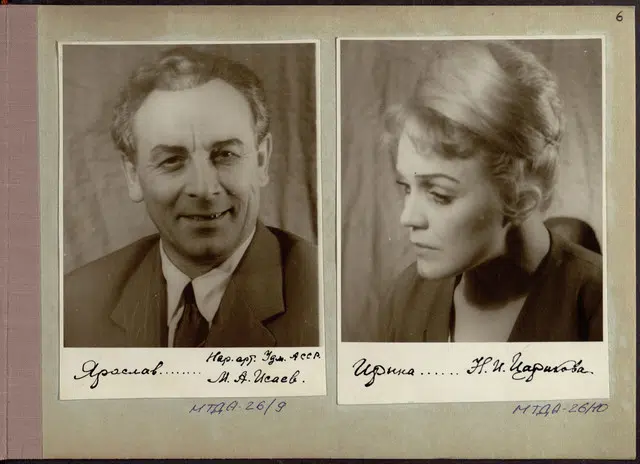 6
Нар. арт. Удм. АССР
Ярослав........ М. А. Исаев.
Ирина...... Н. И. Царикова.
МТДА-26/9
МТДА-26/10